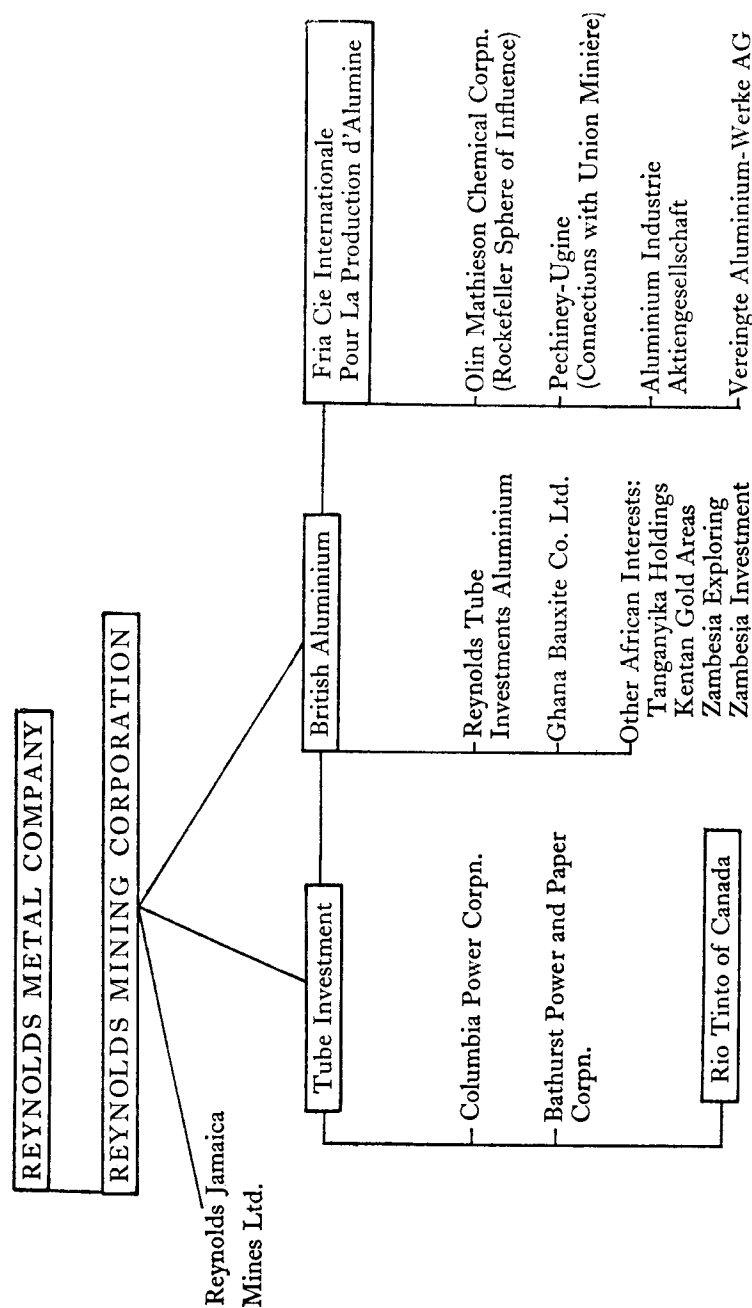 REYNOLDS METAL COMPANY
REYNOLDS MINING CORPORATION
Reynolds Jamaica
Mines Ltd.
Tube Investment
Columbia Power Corpn.
Bathurst Power and Paper
Corpn.
Rio Tinto of Canada
British Aluminium
Reynolds Tube
Investments Aluminium
Ghana Bauxite Co. Ltd.
Other African Interests:
Tanganyika Holdings
Kentan Gold Areas
Zambesia Exploring
Zambesia Investment
Fria Cie Internationale
Pour La Production d'Alumine
Olin Mathieson Chemical Corpn.
(Rockefeller Sphere of Influence)
Pechiney-Ugine
(Connections with Union Minière)
Aluminium Industrie
Aktiengesellschaft
Vereingte Aluminium-Werke AG